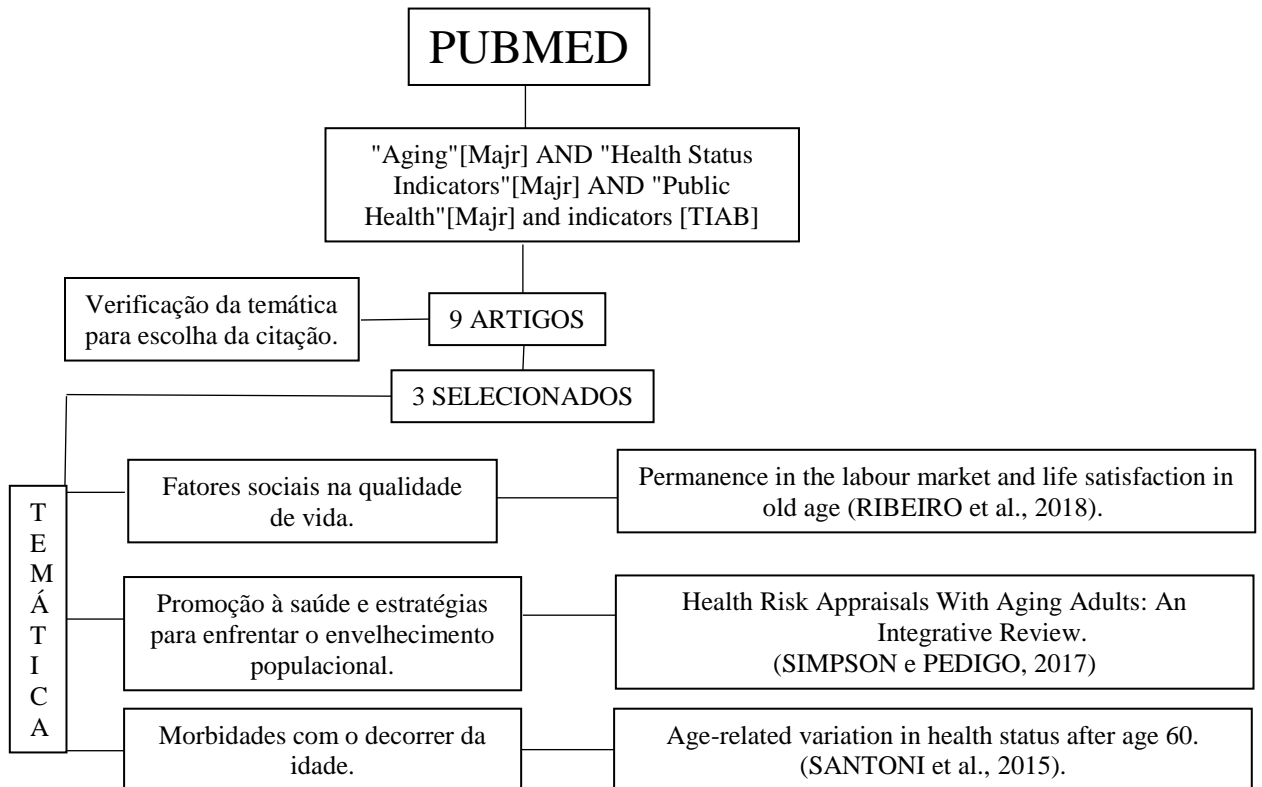 PUBMED
"Aging"[Majr] AND "Health Status
Indicators"[Majr] AND "Public
Health"[Majr] and indicators [TIAB]
Verificação da temática
para escolha da citação.
9 ARTIGOS
3 SELECIONADOS
T
E
M
Á
T
I
C
A
Fatores sociais na qualidade
de vida.
Permanence in the labour market and life satisfaction in
old age (RIBEIRO et al., 2018).
Promoção à saúde e estratégias
para enfrentar o envelhecimento
populacional.
Health Risk Appraisals With Aging Adults: An
Integrative Review.
(SIMPSON e PEDIGO, 2017)
Morbidades com o decorrer da
idade.
Age-related variation in health status after age 60.
(SANTONI et al., 2015).